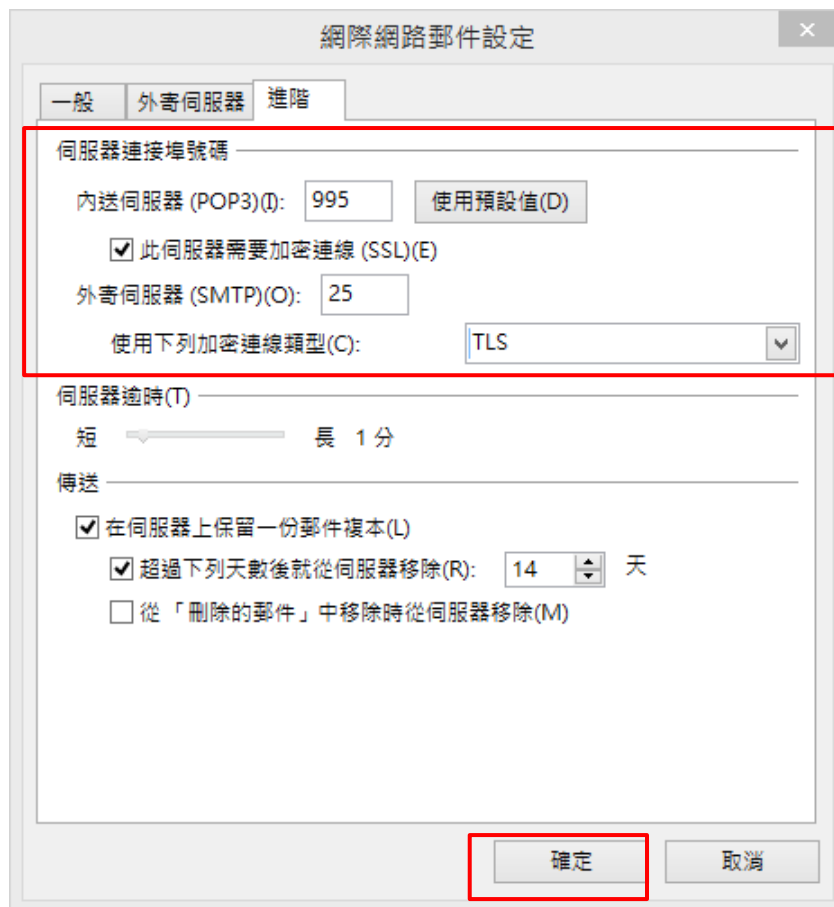 網際網路郵件設定
一般 外寄伺服器 進階
伺服器連接埠號碼
內送伺服器 (POP3)(I): 995 使用預設值(D)
此伺服器需要加密連線 (SSL)(E)
外寄伺服器 (SMTP)(O): 25
使用下列加密連線類型(C): TLS
伺服器逾時(T)
短 長 1 分
傳送
在伺服器上保留一份郵件複本(L)
超過下列天數後就從伺服器移除(R): 14 天
從「刪除的郵件」中移除時從伺服器移除(M)
確定 取消